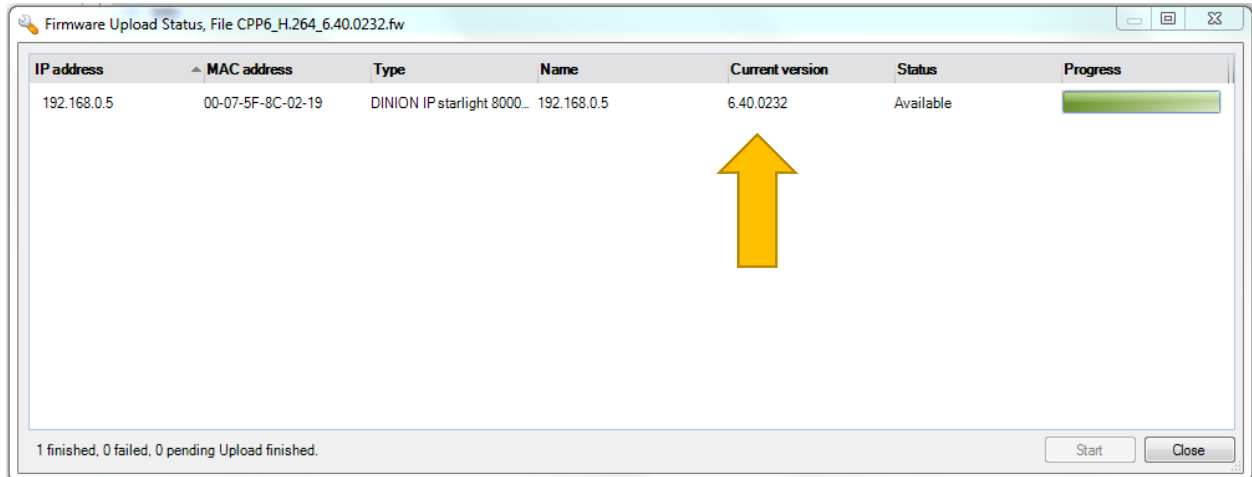 Firmware Upload Status, File CPP6_H.264_6.40.0232.fw
IP address MAC address Type Name Current version Status Progress
192.168.0.5 00-07-5F-8C-02-19 DINION IP starlight 8000... 192.168.0.5 6.40.0232 Available
1 finished, 0 failed, 0 pending Upload finished.
Start Close